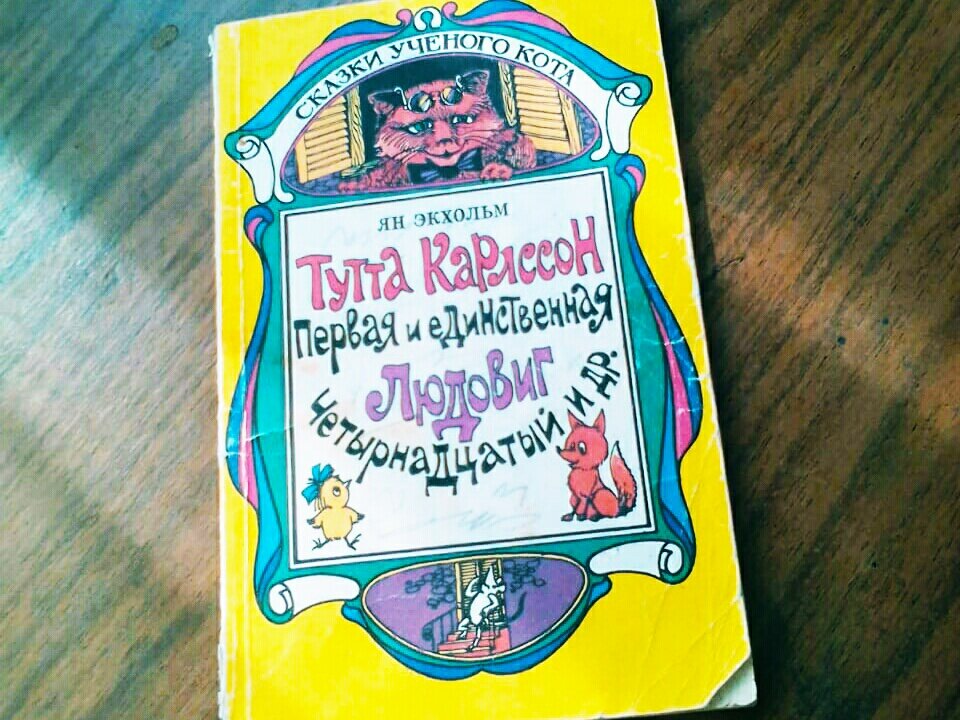 СКАЗКИ УЧЕНОГО КОТА
ЯН ЭКХОЛЬМ
ТУТТА КАРЛССОН
ПЕРВАЯ И ЕДИНСТВЕННАЯ
ЛЮДОВИГ
ЧЕТЫРНАДЦАТЫЙ И ДР.